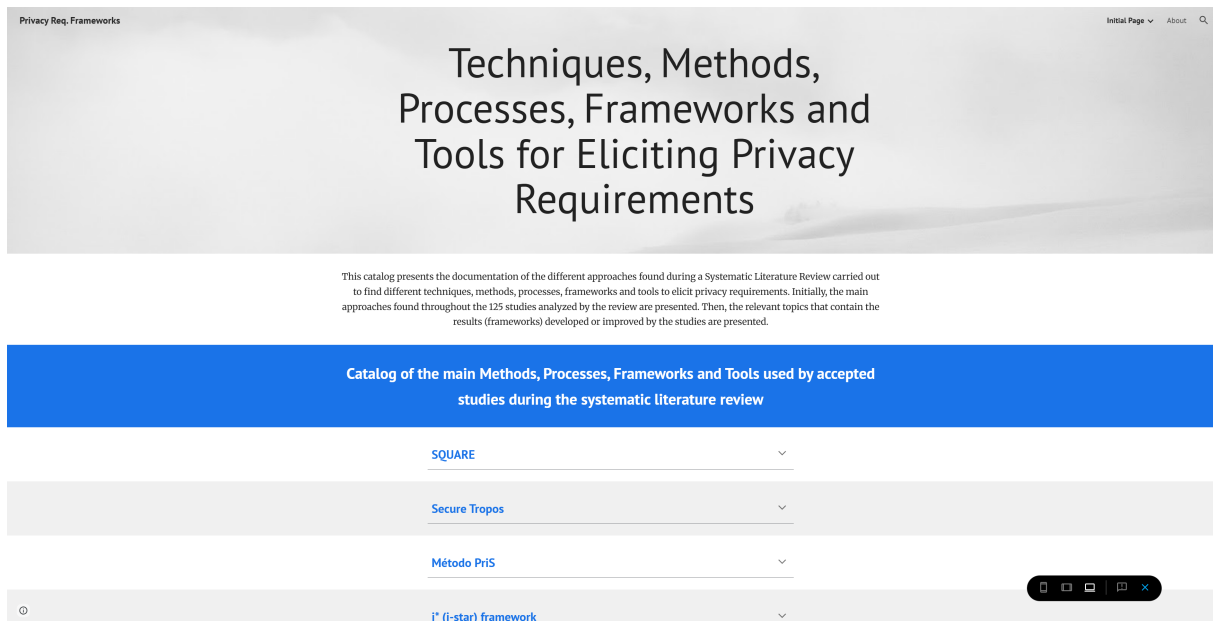 Privacy Req. Frameworks
Initial Page
About
Techniques, Methods,
Processes, Frameworks and
Tools for Eliciting Privacy
Requirements
This catalog presents the documentation of the different approaches found during a Systematic Literature Review carried out
to find different techniques, methods, processes, frameworks and tools to elicit privacy requirements. Initially, the main
approaches found throughout the 125 studies analyzed by the review are presented. Then, the relevant topics that contain the
results (frameworks) developed or improved by the studies are presented.
Catalog of the main Methods, Processes, Frameworks and Tools used by accepted
studies during the systematic literature review
SQUARE
Secure Tropos
Método PriS
i* (i-star) framework